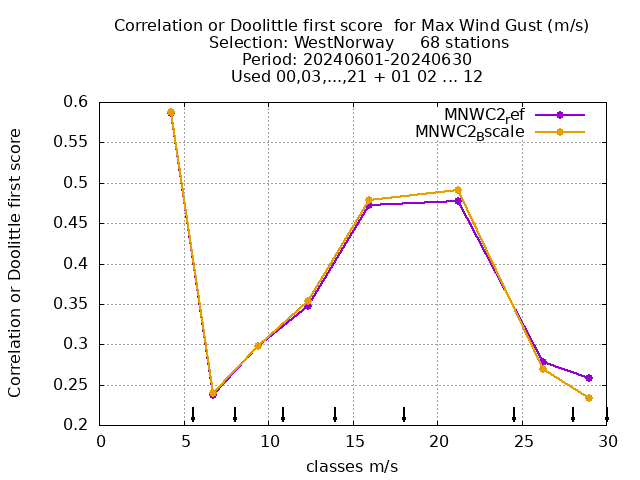 Correlation or Doolittle first score  for Max Wind Gust (m/s)
Selection: WestNorway     68 stations
Period: 20240601-20240630
Used 00,03,...,21 + 01 02 ... 12
MNWC2ref
MNWC2Bscale
Correlation or Doolittle first score
0.6
0.55
0.5
0.45
0.4
0.35
0.3
0.25
0.2
0 5 10 15 20 25 30
classes m/s